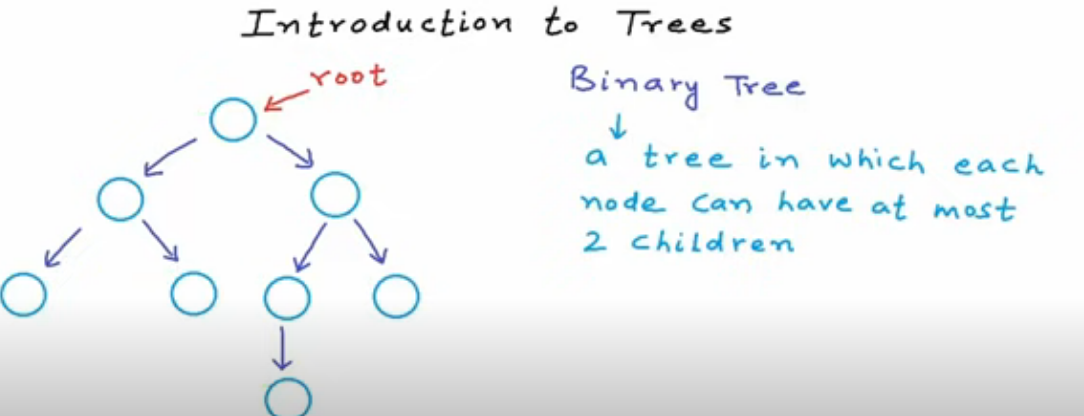 Introduction to Trees
root
Binary Tree
a tree in which each
node can have at most
2 children